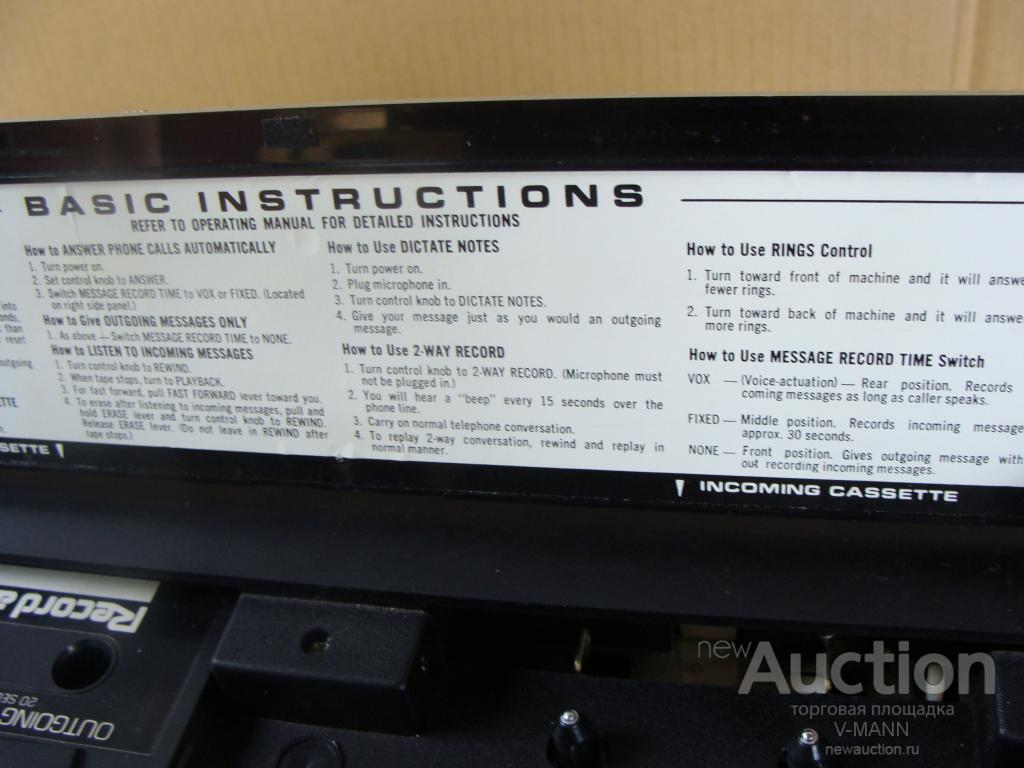 BASIC INSTRUCTIONS
REFER TO OPERATING MANUAL FOR DETAILED INSTRUCTIONS
into
onds,
than
reset
outgoing
SSETTE
How to ANSWER PHONE CALLS AUTOMATICALLY
1. Turn power on.
2. Set control knob to ANSWER.
3. Switch MESSAGE RECORD TIME to VOX or FIXED. (Located
on right side panel.)
How to Give OUTGOING MESSAGES ONLY
1. As above — Switch MESSAGE RECORD TIME to NONE.
How to LISTEN TO INCOMING MESSAGES
1. Turn control knob to REWIND.
2. When tape stops, turn to PLAYBACK.
3. For fast forward, pull FAST FORWARD lever toward you.
4. To erase after listening to incoming messages, pull and
hold ERASE lever and turn control knob to REWIND.
Release ERASE lever. (Do not leave in REWIND after
tape stops.)
How to Use DICTATE NOTES
1. Turn power on.
2. Plug microphone in.
3. Turn control knob to DICTATE NOTES.
4. Give your message just as you would an outgoing
message.
How to Use 2-WAY RECORD
1. Turn control knob to 2-WAY RECORD. (Microphone must
not be plugged in.)
2. You will hear a "beep" every 15 seconds over the
phone line.
3. Carry on normal telephone conversation.
4. To replay 2-way conversation, rewind and replay in
normal manner.
How to Use RINGS Control
1. Turn toward front of machine and it will answe
fewer rings.
2. Turn toward back of machine and it will answe
more rings.
How to Use MESSAGE RECORD TIME Switch
VOX — (Voice-actuation) — Rear position. Records
coming messages as long as caller speaks.
FIXED — Middle position. Records incoming message
approx. 30 seconds.
NONE — Front position. Gives outgoing message with
out recording incoming messages.
INCOMING CASSETTE
Record a
OUTGOING
20 SE
newAuction
торговая площадка
V-MANN
newauction.ru